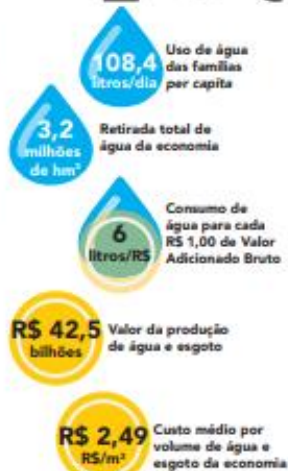 108,4
litros/dia
Uso de água
das famílias
per capita
3,2
milhões
de hm³
Retirada total de
água da economia
6
litros/R$
Consumo de
água para cada
R$ 1,00 de Valor
Adicionado Bruto
R$ 42,5
bilhões
Valor da produção
de água e esgoto
R$ 2,49
R$/m³
Custo médio por
volume de água e
esgoto da economia